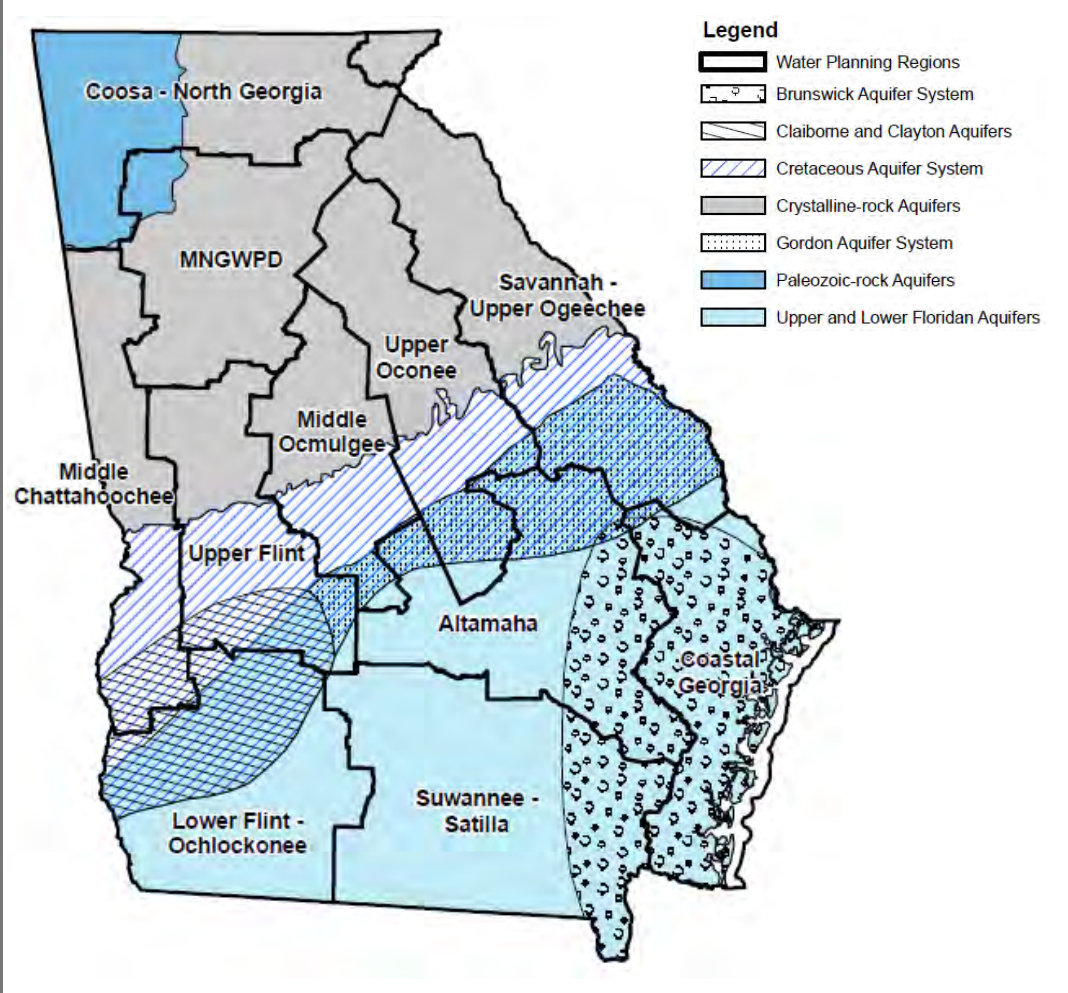 Legend
Water Planning Regions
Brunswick Aquifer System
Claiborne and Clayton Aquifers
Cretaceous Aquifer System
Crystalline-rock Aquifers
Gordon Aquifer System
Paleozoic-rock Aquifers
Upper and Lower Floridan Aquifers
Coosa - North Georgia
MNGWPD
Savannah -
Upper Ogeechee
Upper
Oconee
Middle
Ocmulgee
Middle
Chattahoochee
Upper Flint
Altamaha
Coastal
Georgia
Suwannee -
Satilla
Lower Flint -
Ochlockonee